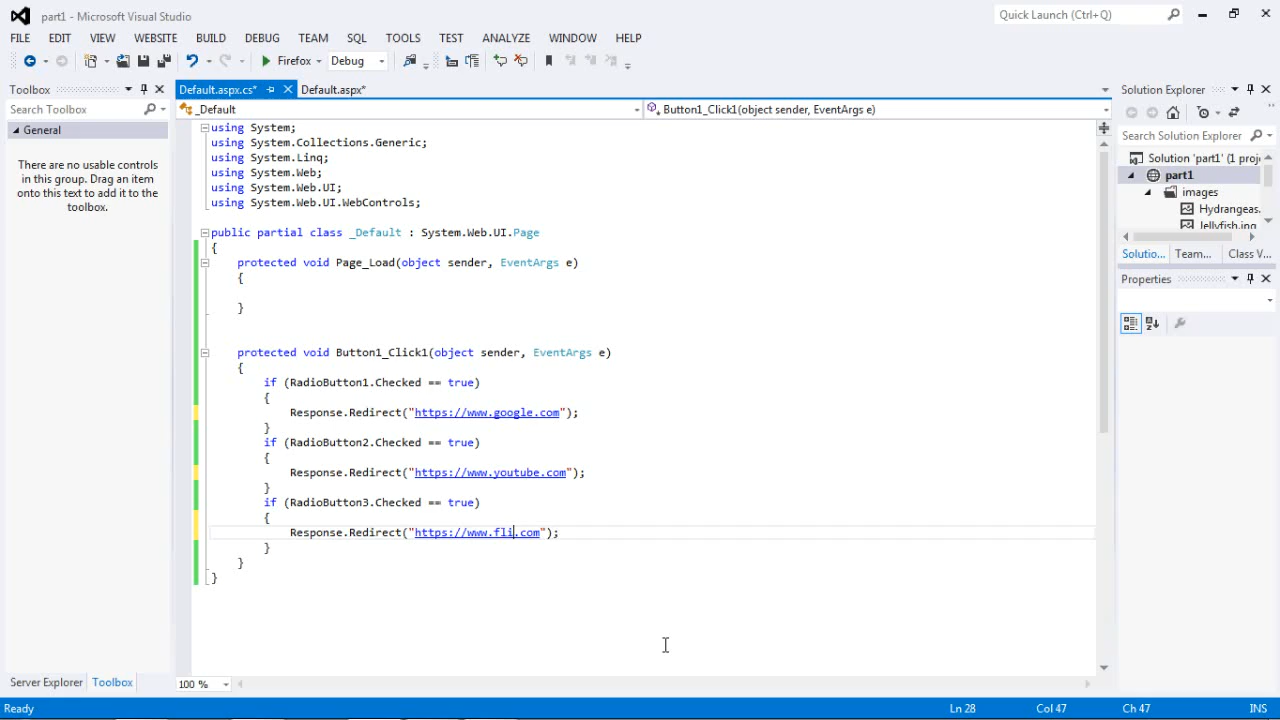 part1 - Microsoft Visual Studio
Quick Launch (Ctrl+Q)
FILE EDIT VIEW WEBSITE BUILD DEBUG TEAM SQL TOOLS TEST ANALYZE WINDOW HELP
Firefox Debug
Toolbox
Default.aspx.cs* Default.aspx*
Solution Explorer
Search Toolbox
_Default
Button1_Click1(object sender, EventArgs e)
General
There are no usable controls
in this group. Drag an item
onto this text to add it to the
toolbox.
using System;
using System.Collections.Generic;
using System.Linq;
using System.Web;
using System.Web.UI;
using System.Web.UI.WebControls;
public partial class _Default : System.Web.UI.Page
{
protected void Page_Load(object sender, EventArgs e)
{
}
protected void Button1_Click1(object sender, EventArgs e)
{
if (RadioButton1.Checked == true)
{
Response.Redirect("https://www.google.com");
}
if (RadioButton2.Checked == true)
{
Response.Redirect("https://www.youtube.com");
}
if (RadioButton3.Checked == true)
{
Response.Redirect("https://www.fli.com");
}
}
}
Search Solution Explorer
Solution 'part1' (1 proj
part1
images
Hydrangeas.
Jellyfish.jpg
Solutio... Team... Class V...
Properties
Server Explorer Toolbox
100 %
Ready
Ln 28 Col 47 Ch 47 INS